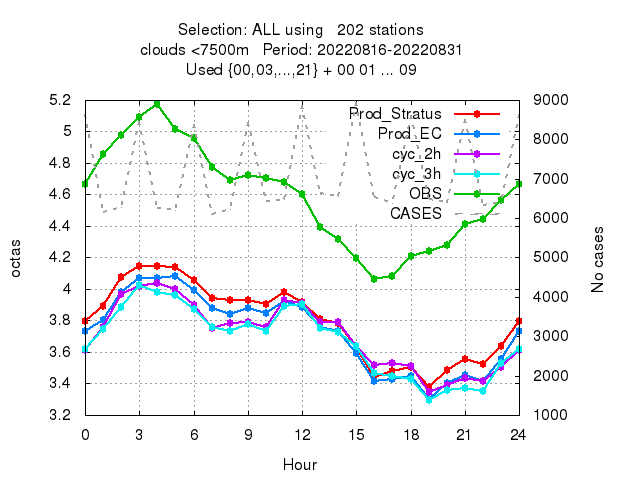 Selection: ALL using   202 stations
clouds <7500m   Period: 20220816-20220831
Used {00,03,...,21} + 00 01 ... 09
5.2
5
4.8
4.6
4.4
4.2
4
3.8
3.6
3.4
3.2
octas
9000
8000
7000
6000
5000
4000
3000
2000
1000
No cases
Prod_Stratus
Prod_EC
cyc_2h
cyc_3h
OBS
CASES
0 3 6 9 12 15 18 21 24
Hour